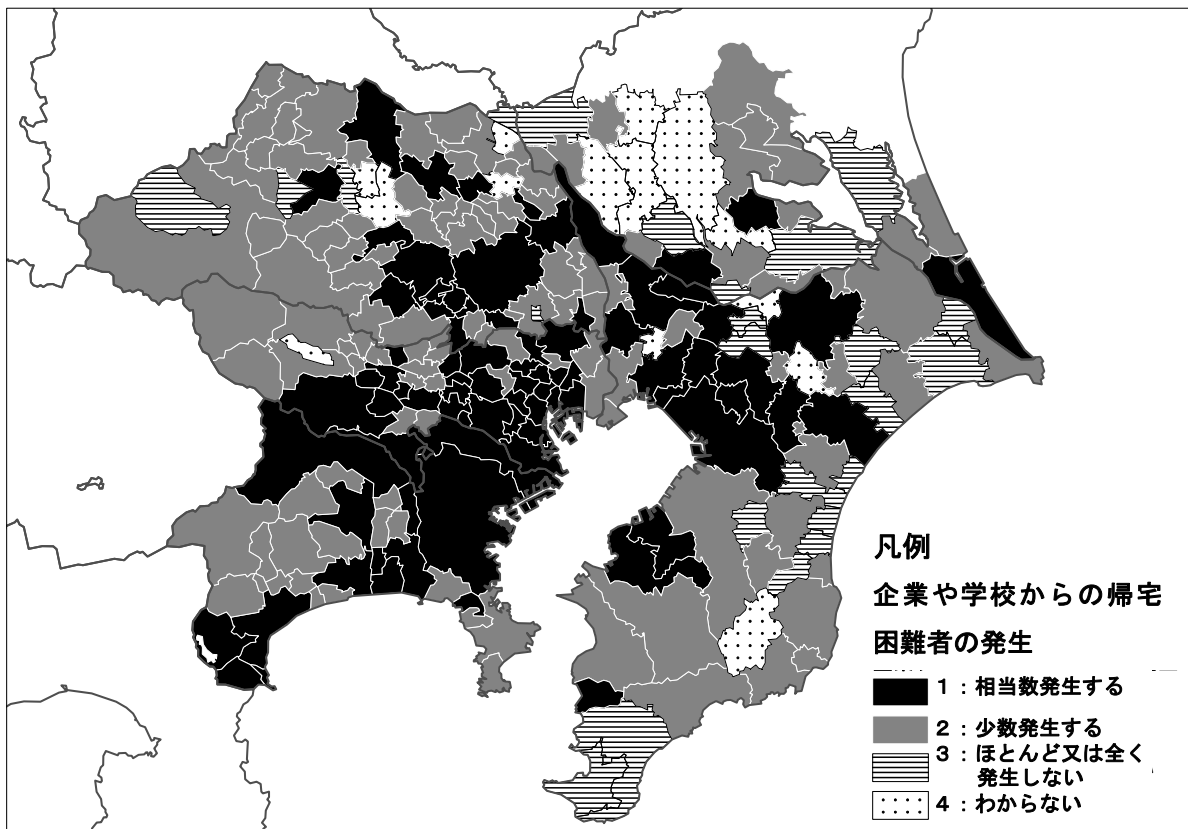 凡例
企業や学校からの帰宅
困難者の発生
1：相当数発生する
2：少数発生する
3：ほとんど又は全く
発生しない
4：わからない